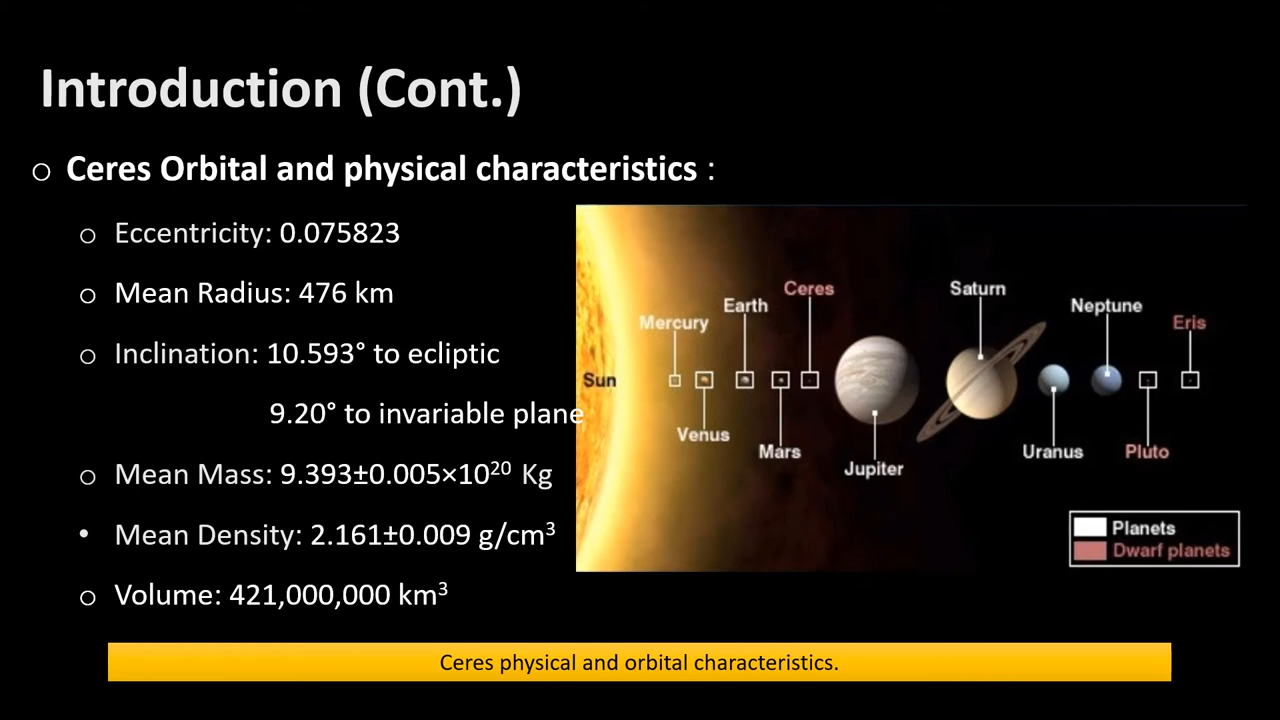 Introduction (Cont.)
○ Ceres Orbital and physical characteristics :
○ Eccentricity: 0.075823
○ Mean Radius: 476 km
○ Inclination: 10.593° to ecliptic
9.20° to invariable plane
○ Mean Mass: 9.393±0.005×10²⁰ Kg
• Mean Density: 2.161±0.009 g/cm³
○ Volume: 421,000,000 km³
Sun
Mercury
Venus
Earth
Mars
Ceres
Jupiter
Saturn
Uranus
Neptune
Pluto
Eris
Planets
Dwarf planets
Ceres physical and orbital characteristics.